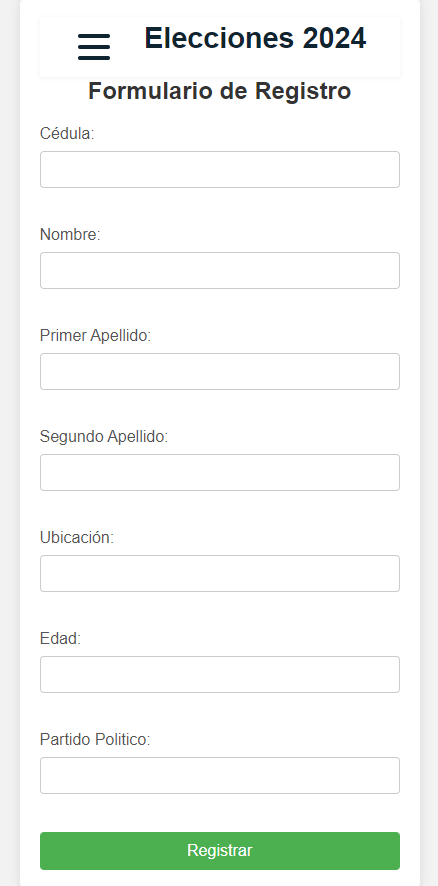 Elecciones 2024
Formulario de Registro
Cédula:
Nombre:
Primer Apellido:
Segundo Apellido:
Ubicación:
Edad:
Partido Politico:
Registrar